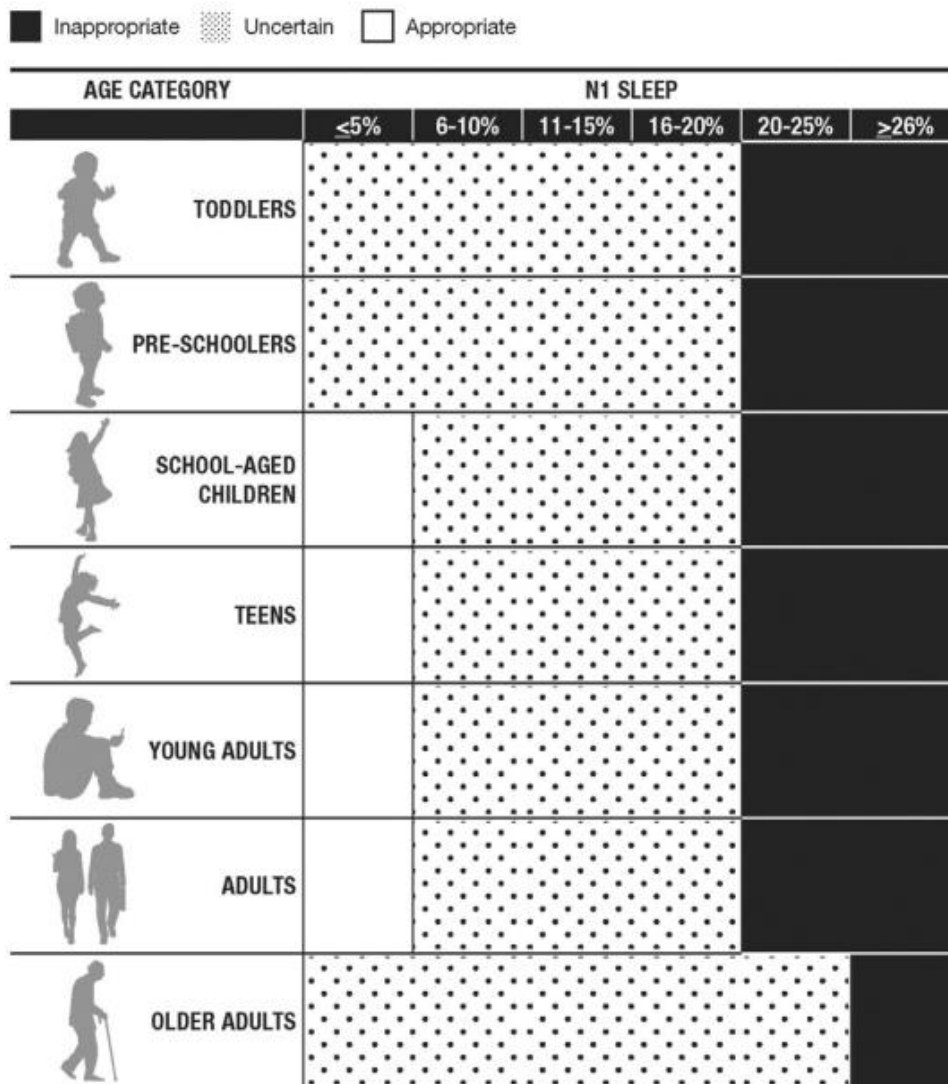 Inappropriate Uncertain Appropriate
AGE CATEGORY N1 SLEEP
≤5% 6-10% 11-15% 16-20% 20-25% ≥26%
TODDLERS
PRE-SCHOOLERS
SCHOOL-AGED
CHILDREN
TEENS
YOUNG ADULTS
ADULTS
OLDER ADULTS